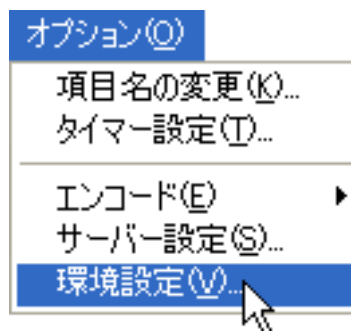 オプション(O)
項目名の変更(K)...
タイマー設定(T)...
エンコード(E)
サーバー設定(S)...
環境設定(V)...